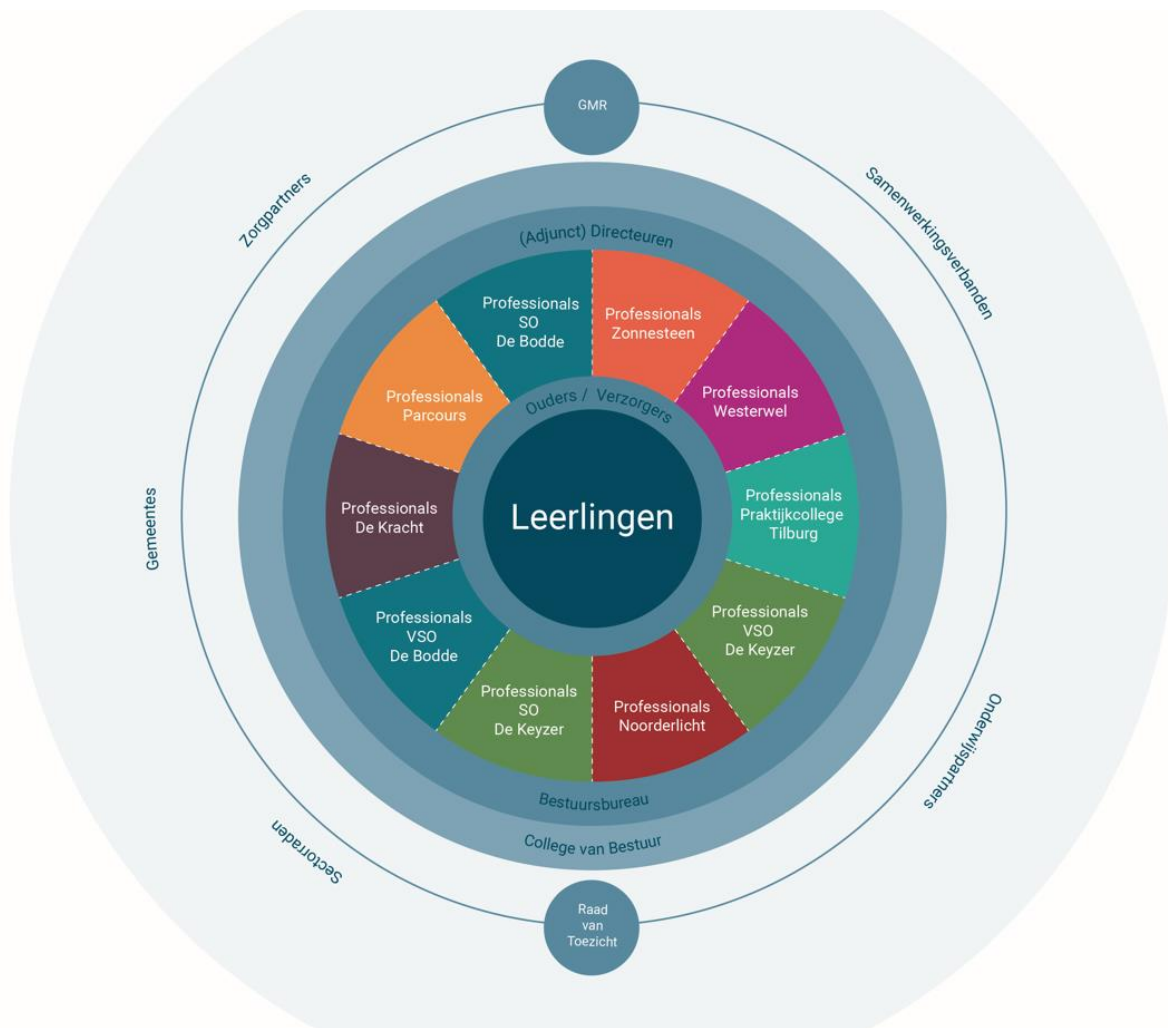 GMR
Zorgpartners
Samenwerkingsverbanden
(Adjunct) Directeuren
Professionals
SO
De Bodde
Professionals
Zonnesteen
Professionals
Parcours
Professionals
Westerwel
Ouders / Verzorgers
Professionals
De Kracht
Leerlingen
Professionals
Praktijkcollege
Tilburg
Gemeentes
Professionals
VSO
De Bodde
Professionals
VSO
De Keyzer
Professionals
SO
De Keyzer
Professionals
Noorderlicht
Onderwijspartners
Bestuursbureau
College van Bestuur
Sectorraden
Raad
van
Toezicht